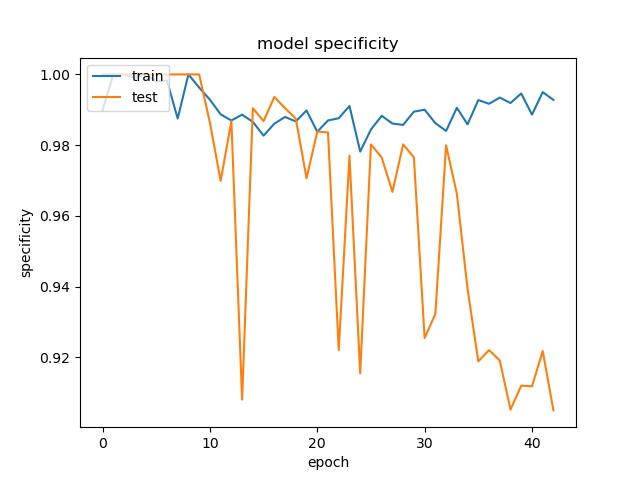 model specificity
train
test
1.00
0.98
0.96
0.94
0.92
specificity
0 10 20 30 40
epoch